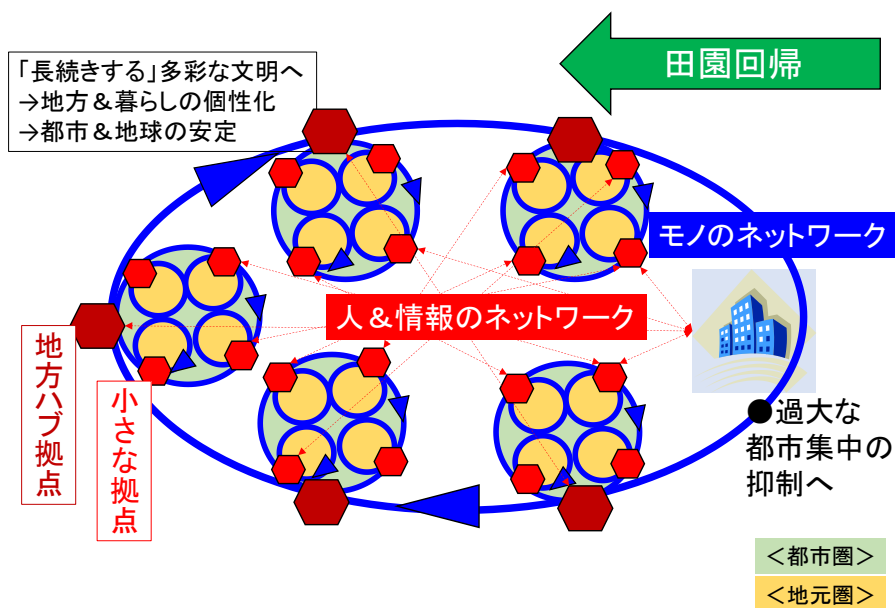 田園回帰
「長続きする」多彩な文明へ
→地方&暮らしの個性化
→都市&地球の安定
モノのネットワーク
人&情報のネットワーク
地方ハブ拠点
小さな拠点
●過大な
都市集中の
抑制へ
<都市圏>
<地元圏>